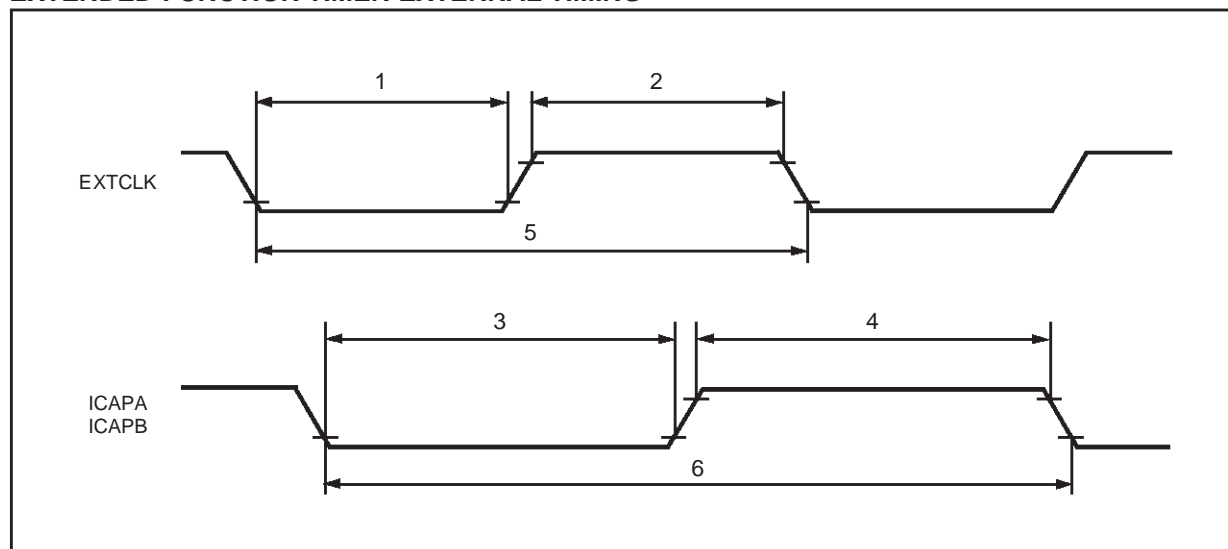 EXTENDED FUNCTION TIMER EXTERNAL TIMING
1
2
EXTCLK
5
3
4
ICAPA
ICAPB
6